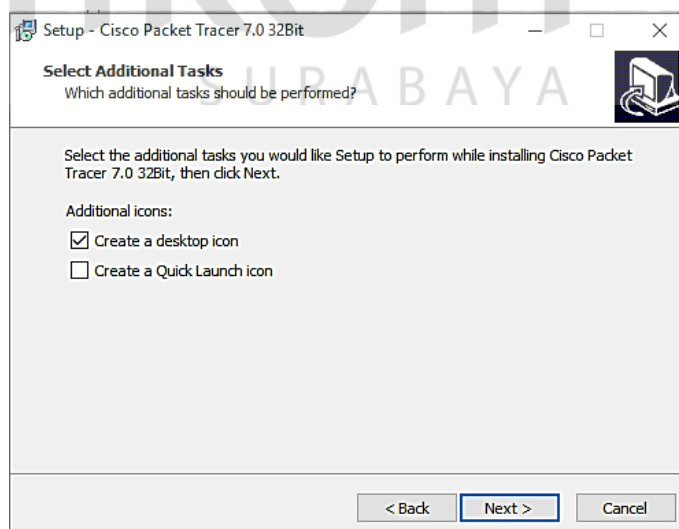 Setup - Cisco Packet Tracer 7.0 32Bit
Select Additional Tasks
Which additional tasks should be performed?
SURABAYA
Select the additional tasks you would like Setup to perform while installing Cisco Packet
Tracer 7.0 32Bit, then click Next.
Additional icons:
Create a desktop icon
Create a Quick Launch icon
< Back
Next >
Cancel